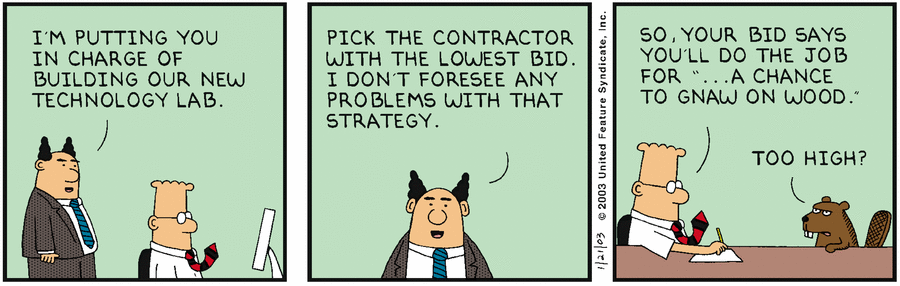 I'M PUTTING YOU
IN CHARGE OF
BUILDING OUR NEW
TECHNOLOGY LAB.
PICK THE CONTRACTOR
WITH THE LOWEST BID.
I DON'T FORESEE ANY
PROBLEMS WITH THAT
STRATEGY.
1/21/03 © 2003 United Feature Syndicate, Inc.
SO, YOUR BID SAYS
YOU'LL DO THE JOB
FOR "...A CHANCE
TO GNAW ON WOOD."
TOO HIGH?